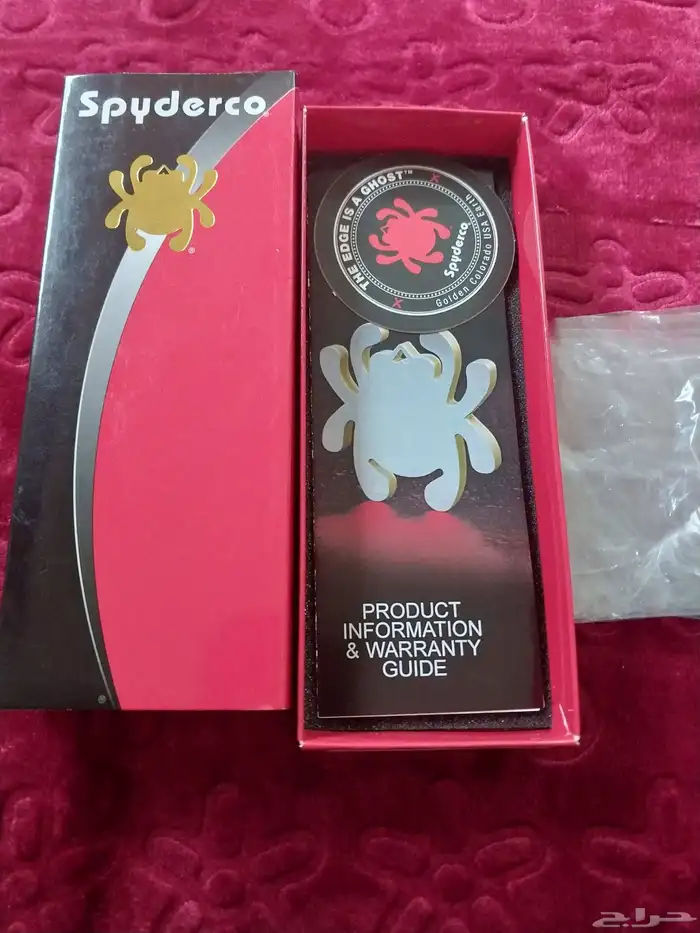 Spyderco
THE EDGE IS A GHOST™
Spyderco
Golden Colorado USA Earth
PRODUCT
INFORMATION
& WARRANTY
GUIDE
حراج